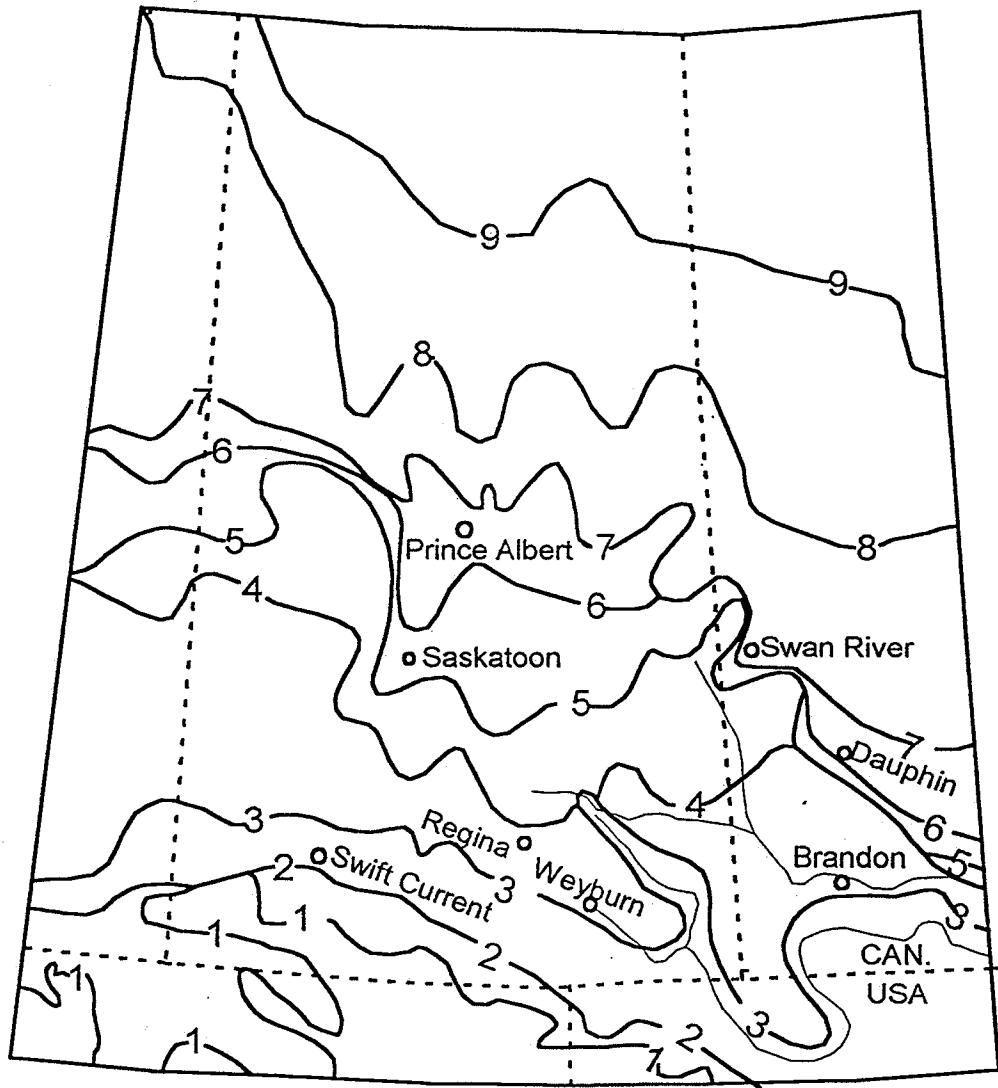 9
9
8
7
6
5
Prince Albert
7
8
4
6
Saskatoon
Swan River
5
7
Dauphin
4
3
6
Regina
Brandon
5
2
Swift Current
3
Weyburn
1
3
1
2
CAN.
1
USA
3
1
2
1